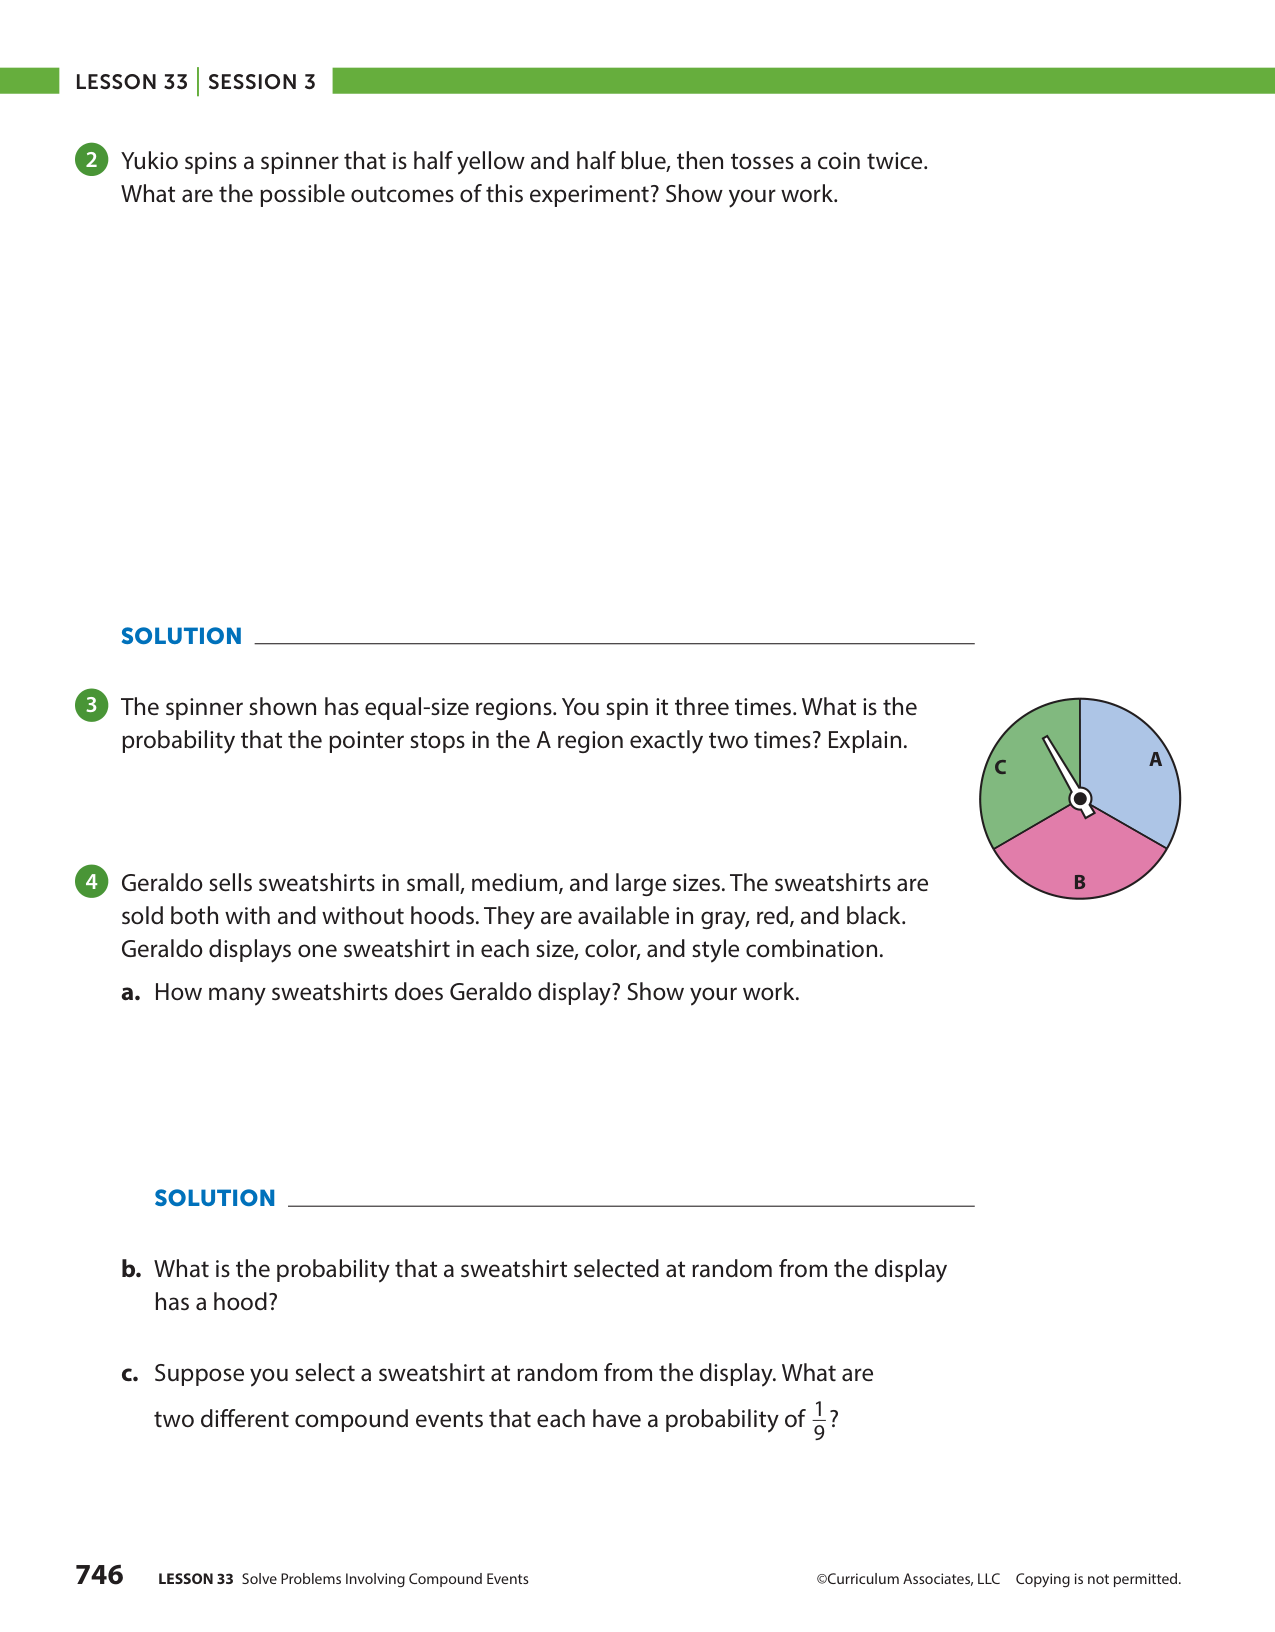 LESSON 33 | SESSION 3
2 Yukio spins a spinner that is half yellow and half blue, then tosses a coin twice.
What are the possible outcomes of this experiment? Show your work.
SOLUTION
3 The spinner shown has equal-size regions. You spin it three times. What is the
probability that the pointer stops in the A region exactly two times? Explain.
C
A
B
4 Geraldo sells sweatshirts in small, medium, and large sizes. The sweatshirts are
sold both with and without hoods. They are available in gray, red, and black.
Geraldo displays one sweatshirt in each size, color, and style combination.
a. How many sweatshirts does Geraldo display? Show your work.
SOLUTION
b. What is the probability that a sweatshirt selected at random from the display
has a hood?
c. Suppose you select a sweatshirt at random from the display. What are
two different compound events that each have a probability of 1/9?
746 LESSON 33 Solve Problems Involving Compound Events ©Curriculum Associates, LLC Copying is not permitted.